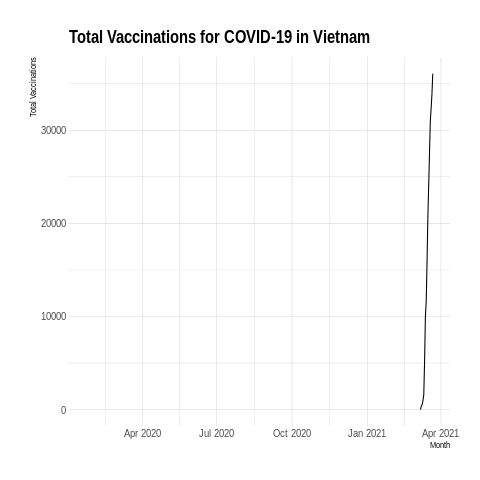 Total Vaccinations for COVID-19 in Vietnam
Total Vaccinations
30000
20000
10000
0
Apr 2020 Jul 2020 Oct 2020 Jan 2021 Apr 2021
Month